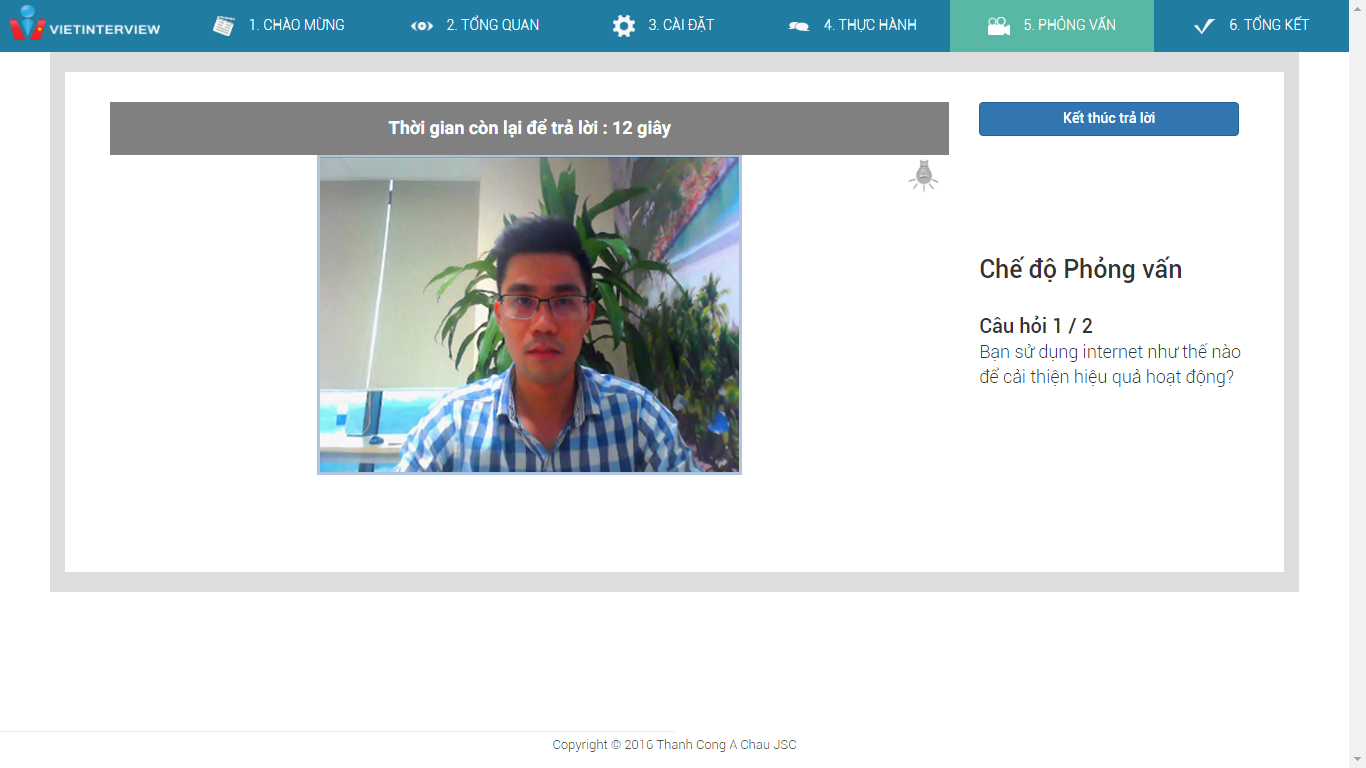 VIETINTERVIEW
1. CHÀO MỪNG
2. TỔNG QUAN
3. CÀI ĐẶT
4. THỰC HÀNH
5. PHỎNG VẤN
6. TỔNG KẾT
Thời gian còn lại để trả lời : 12 giây
Kết thúc trả lời
Chế độ Phỏng vấn
Câu hỏi 1 / 2
Bạn sử dụng internet như thế nào
để cải thiện hiệu quả hoạt động?
Copyright © 2016 Thanh Cong A Chau JSC